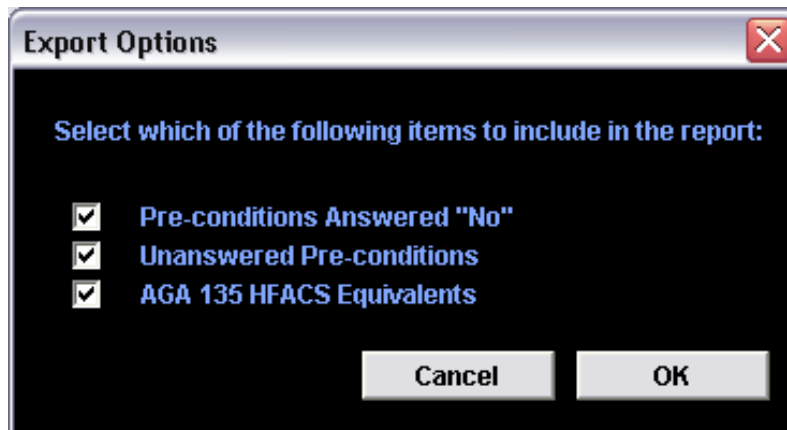 Export Options
Select which of the following items to include in the report:
Pre-conditions Answered "No"
Unanswered Pre-conditions
AGA 135 HFACS Equivalents
Cancel OK